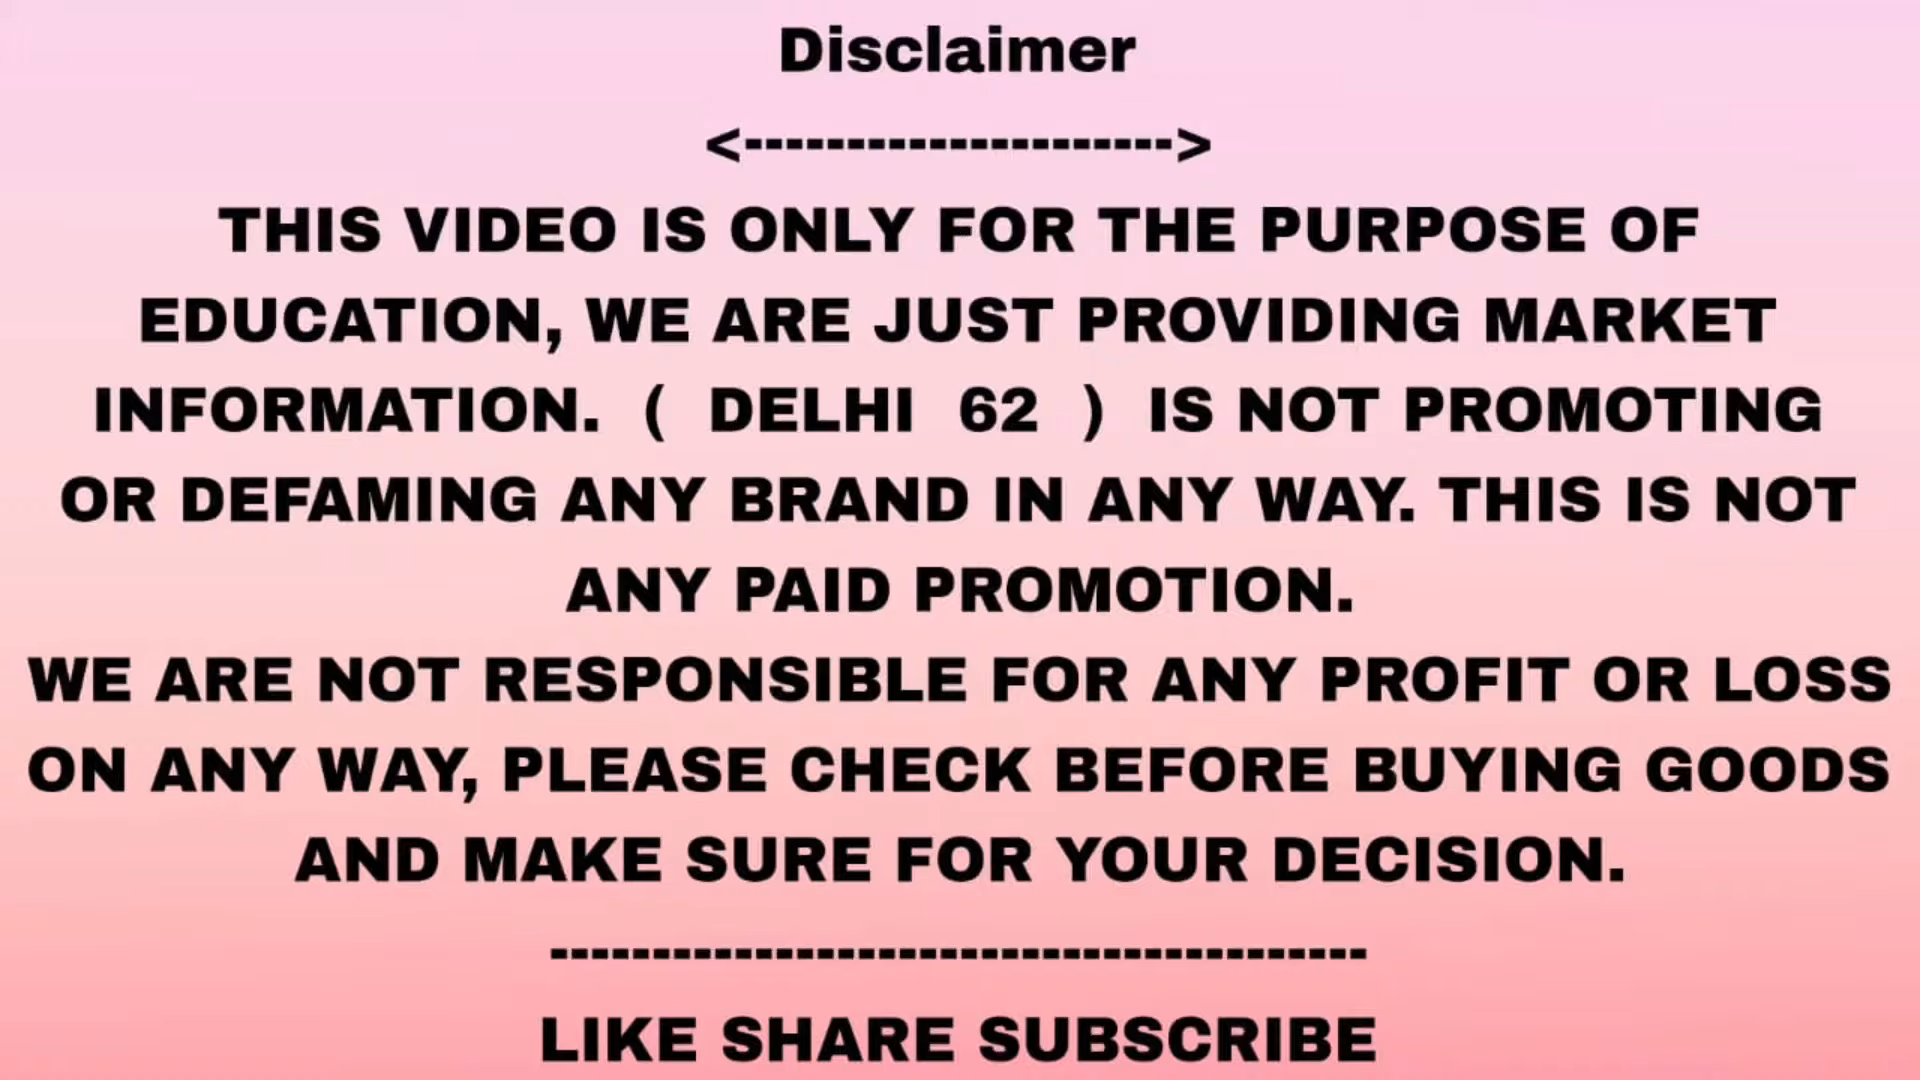 Disclaimer
<--------------------->
THIS VIDEO IS ONLY FOR THE PURPOSE OF
EDUCATION, WE ARE JUST PROVIDING MARKET
INFORMATION. ( DELHI 62 ) IS NOT PROMOTING
OR DEFAMING ANY BRAND IN ANY WAY. THIS IS NOT
ANY PAID PROMOTION.
WE ARE NOT RESPONSIBLE FOR ANY PROFIT OR LOSS
ON ANY WAY, PLEASE CHECK BEFORE BUYING GOODS
AND MAKE SURE FOR YOUR DECISION.
----------------------------------------
LIKE SHARE SUBSCRIBE